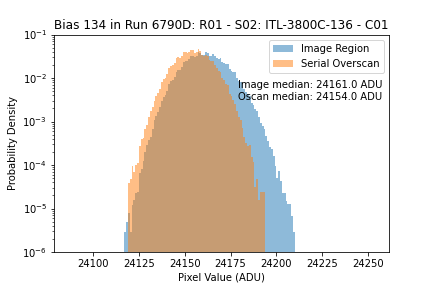 Bias 134 in Run 6790D: R01 - S02: ITL-3800C-136 - C01
Image Region
Serial Overscan
Image median: 24161.0 ADU
Oscan median: 24154.0 ADU
Probability Density
10⁻¹
10⁻²
10⁻³
10⁻⁴
10⁻⁵
10⁻⁶
24100 24125 24150 24175 24200 24225 24250
Pixel Value (ADU)